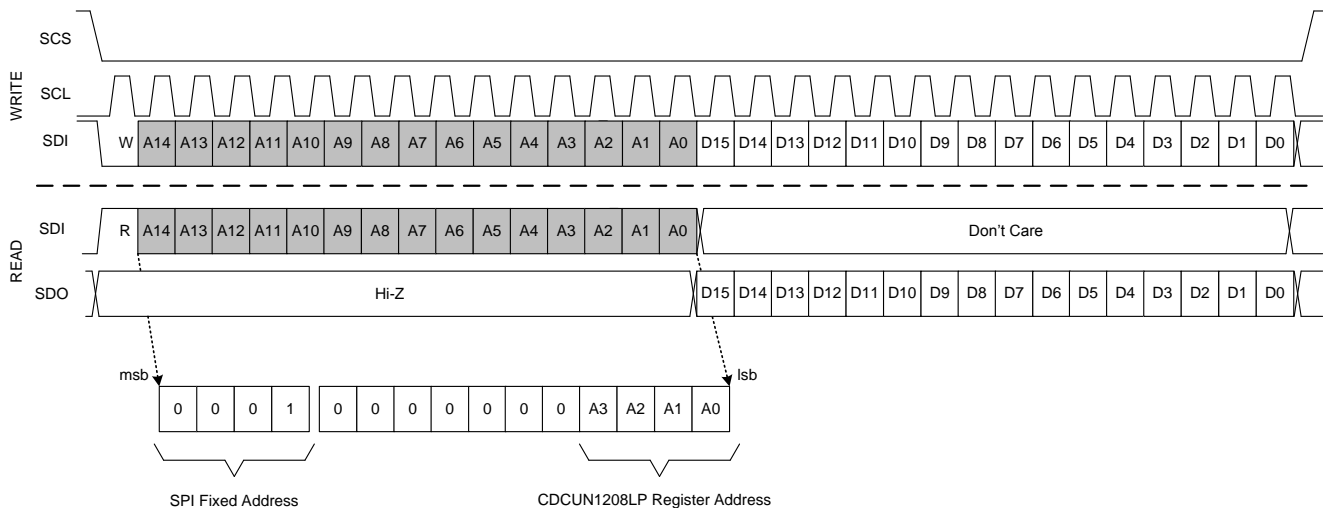 SCS
WRITE
SCL
SDI W A14 A13 A12 A11 A10 A9 A8 A7 A6 A5 A4 A3 A2 A1 A0 D15 D14 D13 D12 D11 D10 D9 D8 D7 D6 D5 D4 D3 D2 D1 D0
SDI R A14 A13 A12 A11 A10 A9 A8 A7 A6 A5 A4 A3 A2 A1 A0 Don't Care
READ
SDO Hi-Z D15 D14 D13 D12 D11 D10 D9 D8 D7 D6 D5 D4 D3 D2 D1 D0
msb lsb
0 0 0 1 0 0 0 0 0 0 0 A3 A2 A1 A0
SPI Fixed Address CDCUN1208LP Register Address